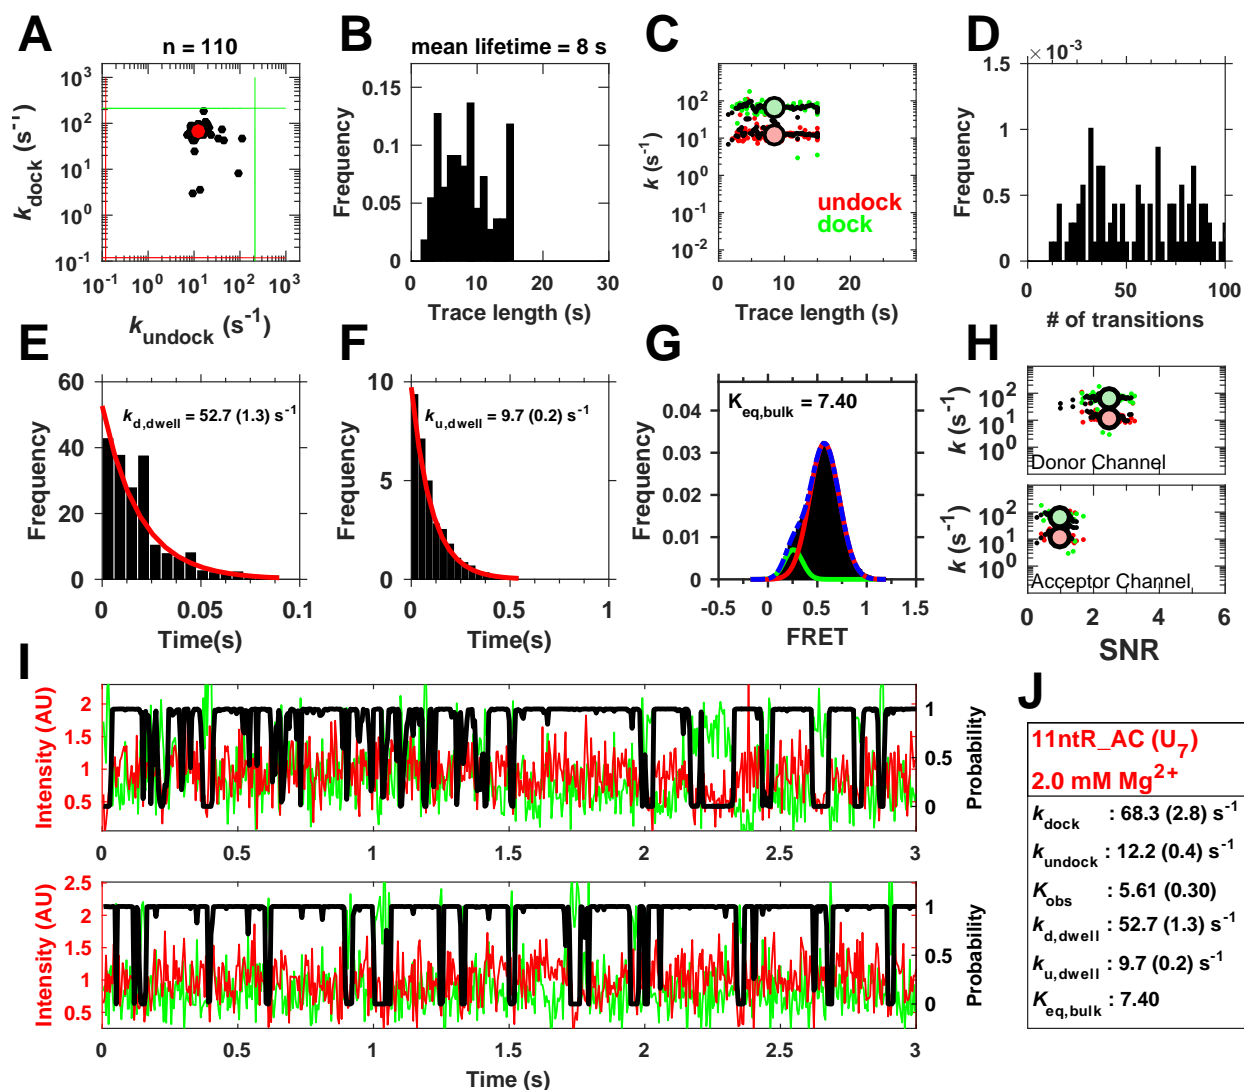 A
n = 110
10³
10²
10¹
10⁰
10⁻¹
10⁻¹ 10⁰ 10¹ 10² 10³
k_dock (s⁻¹)
k_undock (s⁻¹)
B
mean lifetime = 8 s
0.15
0.1
0.05
0
0 10 20 30
Frequency
Trace length (s)
C
10²
10¹
10⁰
10⁻¹
10⁻²
0 10 20
k (s⁻¹)
undock
dock
Trace length (s)
D
×10⁻³
1.5
1
0.5
0
0 50 100
Frequency
# of transitions
E
60
40
20
0
0 0.05 0.1
k_d,dwell = 52.7 (1.3) s⁻¹
Frequency
Time(s)
F
10
5
0
0 0.5 1
k_u,dwell = 9.7 (0.2) s⁻¹
Frequency
Time(s)
G
K_eq,bulk = 7.40
0.04
0.03
0.02
0.01
0
-0.5 0 0.5 1 1.5
Frequency
FRET
H
10²
10¹
10⁰
k (s⁻¹)
Donor Channel
10²
10¹
10⁰
k (s⁻¹)
Acceptor Channel
0 2 4 6
SNR
I
2
1.5
1
0.5
Intensity (AU)
1
0.5
0
Probability
0 0.5 1 1.5 2 2.5 3
2.5
2
1.5
1
0.5
Intensity (AU)
1
0.5
0
Probability
0 0.5 1 1.5 2 2.5 3
Time (s)
J
11ntR_AC (U₇)
2.0 mM Mg²⁺
k_dock : 68.3 (2.8) s⁻¹
k_undock : 12.2 (0.4) s⁻¹
K_obs : 5.61 (0.30)
k_d,dwell : 52.7 (1.3) s⁻¹
k_u,dwell : 9.7 (0.2) s⁻¹
K_eq,bulk : 7.40